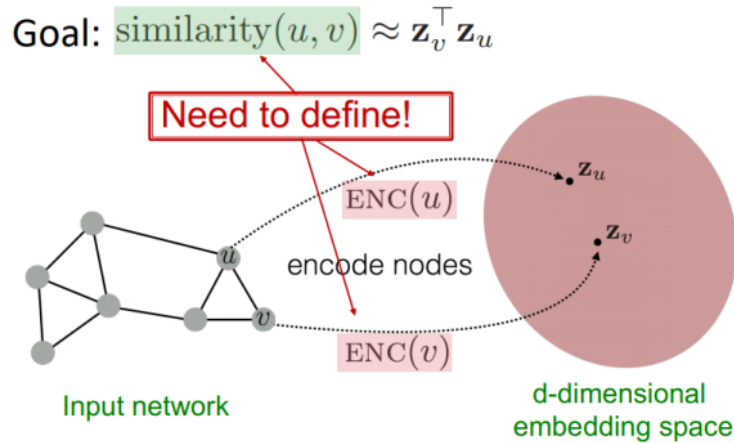 Goal: similarity(u, v) ≈ z_v^⊤ z_u
Need to define!
z_u
ENC(u)
z_v
u
encode nodes
v
ENC(v)
Input network
d-dimensional
embedding space